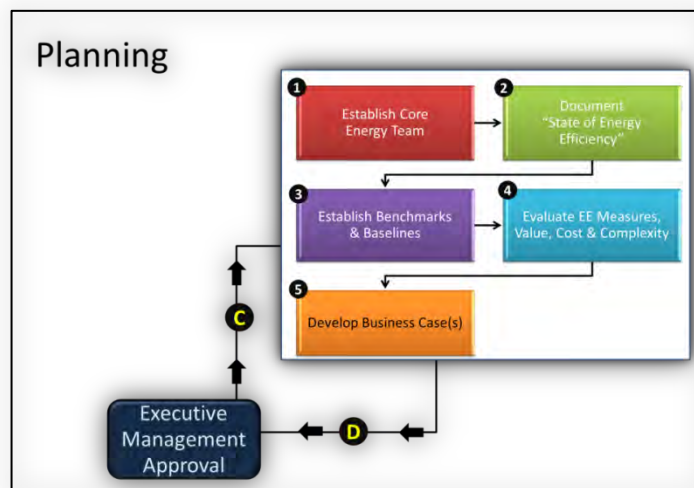 Planning
1
Establish Core
Energy Team
2
Document
“State of Energy
Efficiency”
3
Establish Benchmarks
& Baselines
4
Evaluate EE Measures,
Value, Cost & Complexity
5
Develop Business Case(s)
C
D
Executive
Management
Approval